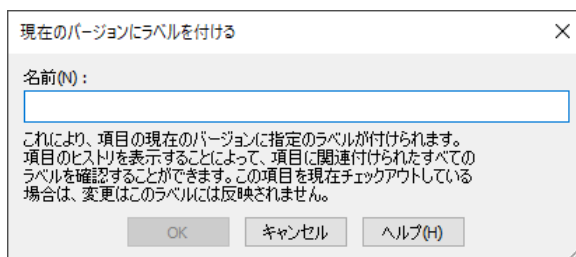 現在のバージョンにラベルを付ける
名前(N)：
これにより、項目の現在のバージョンに指定のラベルが付けられます。
項目のヒストリを表示することによって、項目に関連付けられたすべての
ラベルを確認することができます。この項目を現在チェックアウトしている
場合は、変更はこのラベルには反映されません。
OK キャンセル ヘルプ(H)